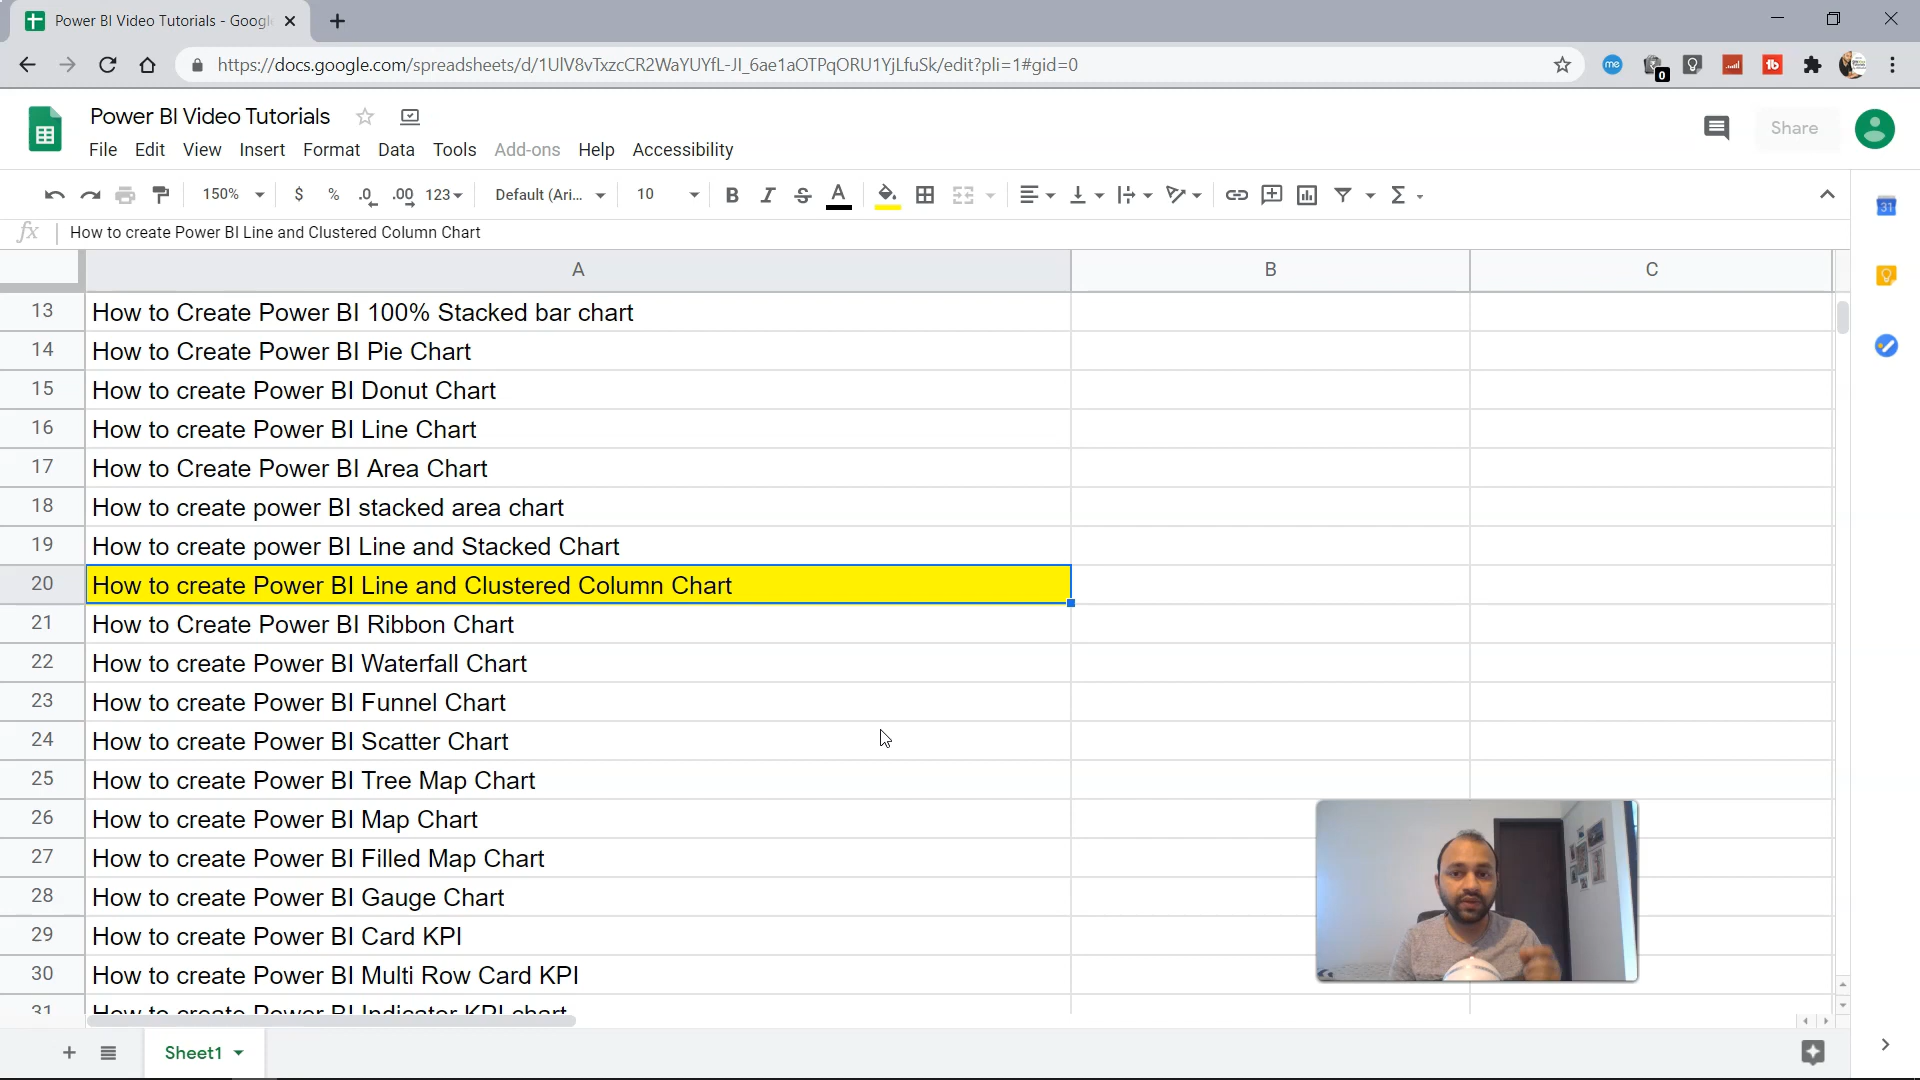 Power BI Video Tutorials - Googl
https://docs.google.com/spreadsheets/d/1UlV8vTxzcCR2WaYUYfL-JI_6ae1aOTPqORU1YjLfuSk/edit?pli=1#gid=0
me
0
tb
Power BI Video Tutorials
File Edit View Insert Format Data Tools Add-ons Help Accessibility
Share
150% $ % .0 .00 123 Default (Ari... 10 B I S A Σ
31
fx How to create Power BI Line and Clustered Column Chart
A B C
13 How to Create Power BI 100% Stacked bar chart
14 How to Create Power BI Pie Chart
15 How to create Power BI Donut Chart
16 How to create Power BI Line Chart
17 How to Create Power BI Area Chart
18 How to create power BI stacked area chart
19 How to create power BI Line and Stacked Chart
20 How to create Power BI Line and Clustered Column Chart
21 How to Create Power BI Ribbon Chart
22 How to create Power BI Waterfall Chart
23 How to create Power BI Funnel Chart
24 How to create Power BI Scatter Chart
25 How to create Power BI Tree Map Chart
26 How to create Power BI Map Chart
27 How to create Power BI Filled Map Chart
28 How to create Power BI Gauge Chart
29 How to create Power BI Card KPI
30 How to create Power BI Multi Row Card KPI
31 How to create Power BI Indicator KPI chart
Sheet1